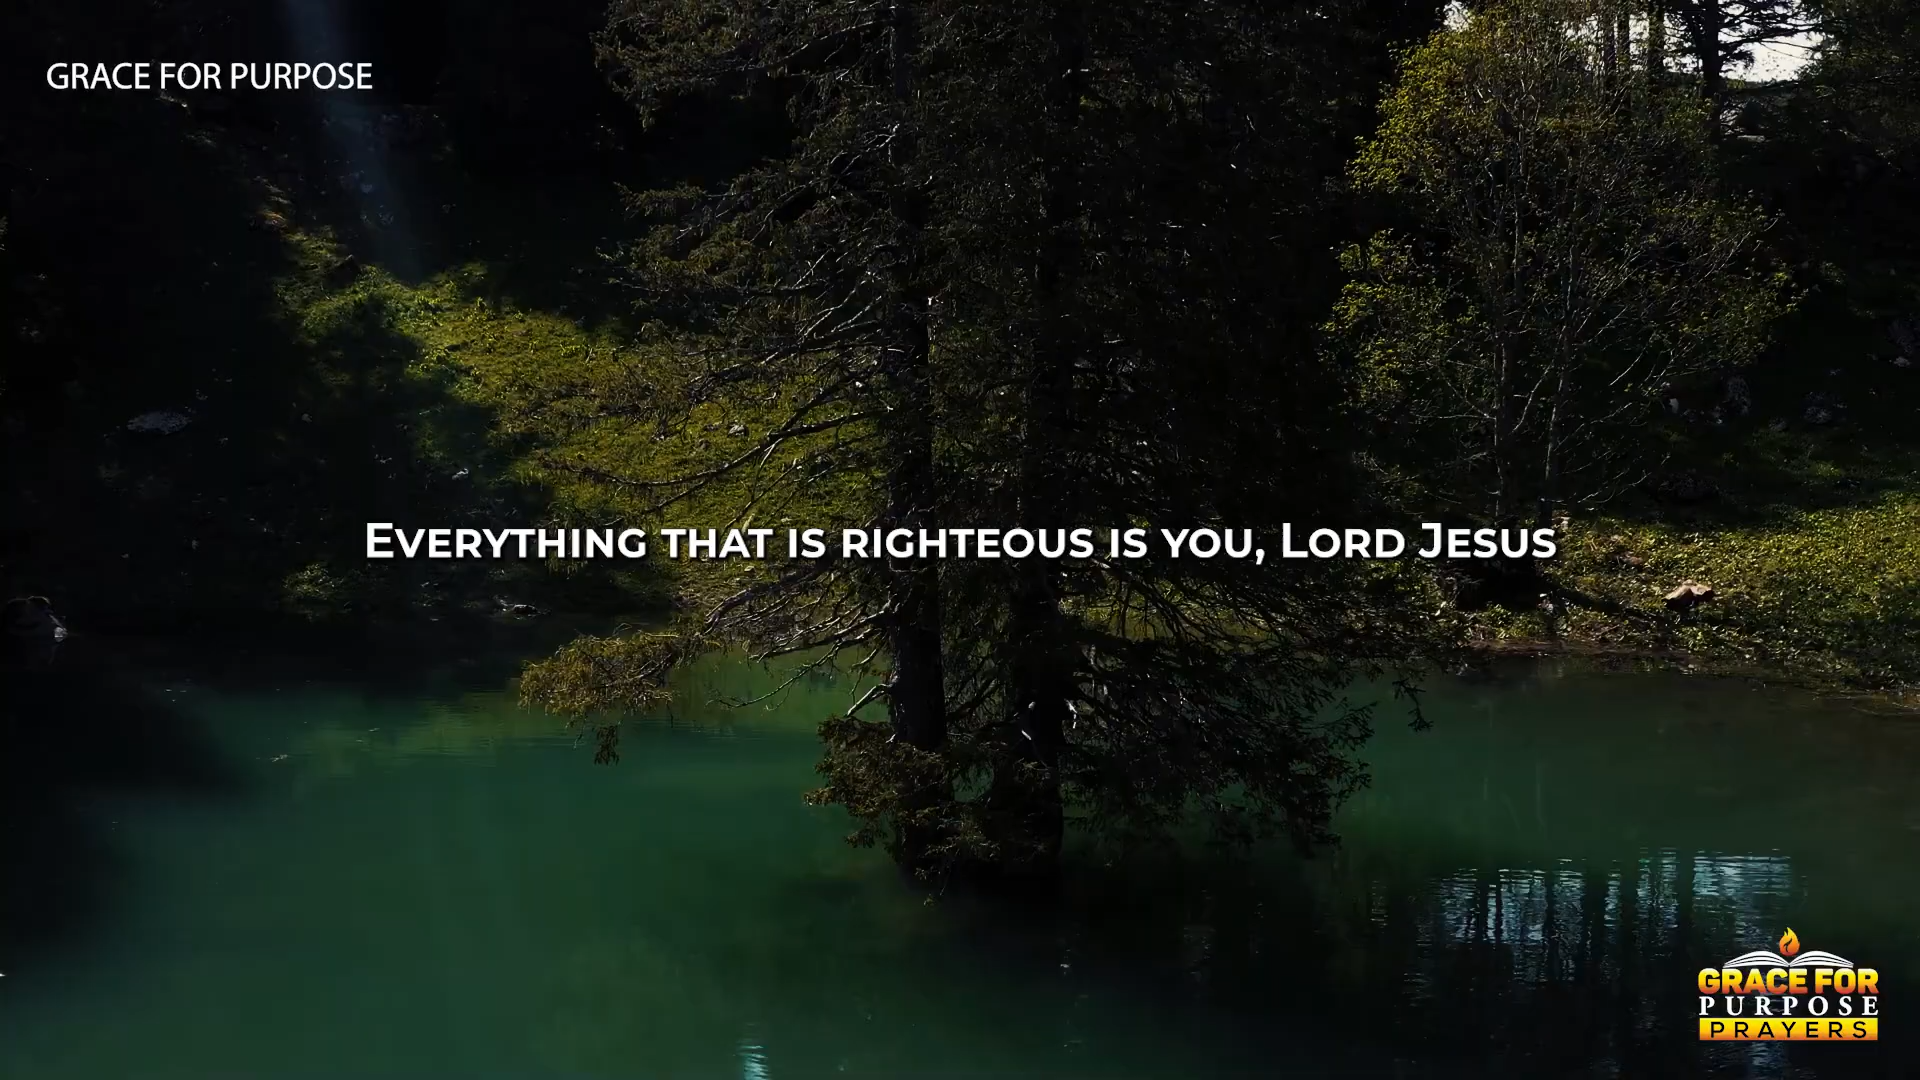 GRACE FOR PURPOSE
Everything that is righteous is you, Lord Jesus
GRACE FOR
PURPOSE
PRAYERS